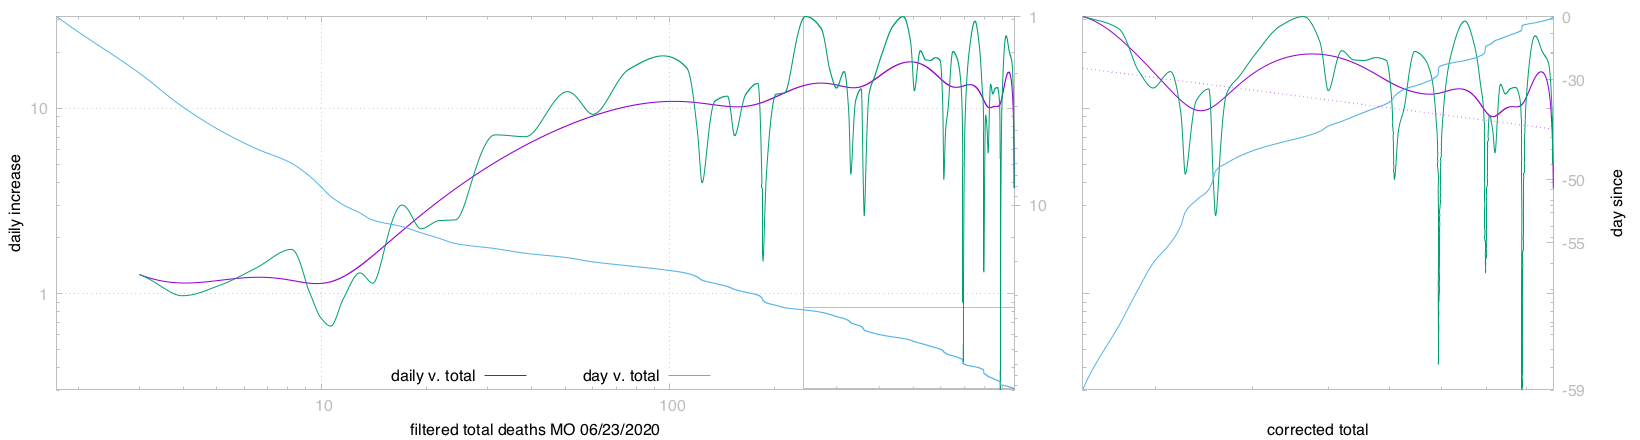 1
0
10
-30
daily increase
10
-50
day since
-55
1
daily v. total
day v. total
-59
10
100
filtered total deaths MO 06/23/2020
corrected total